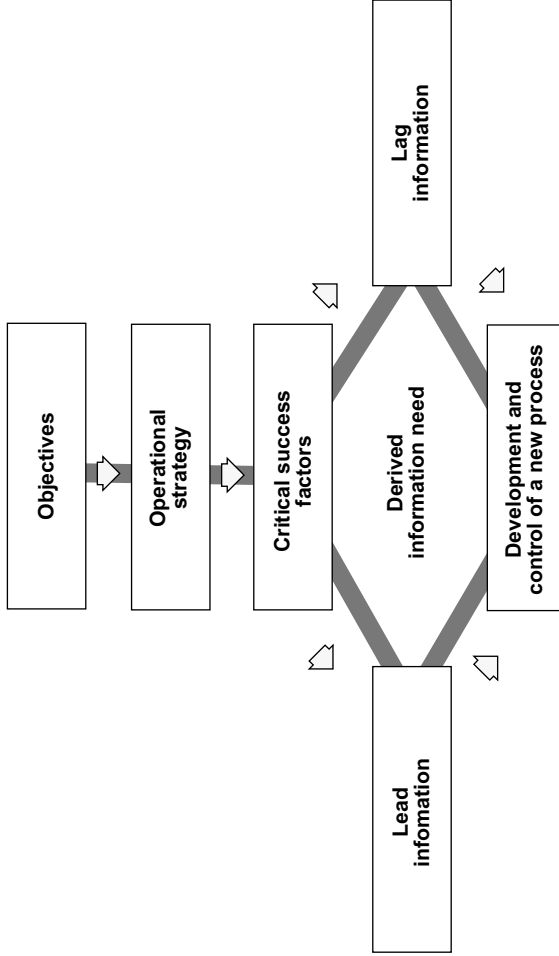 Objectives
Operational
strategy
Critical success
factors
Lead
infomation
Derived
information need
Lag
information
Development and
control of a new process